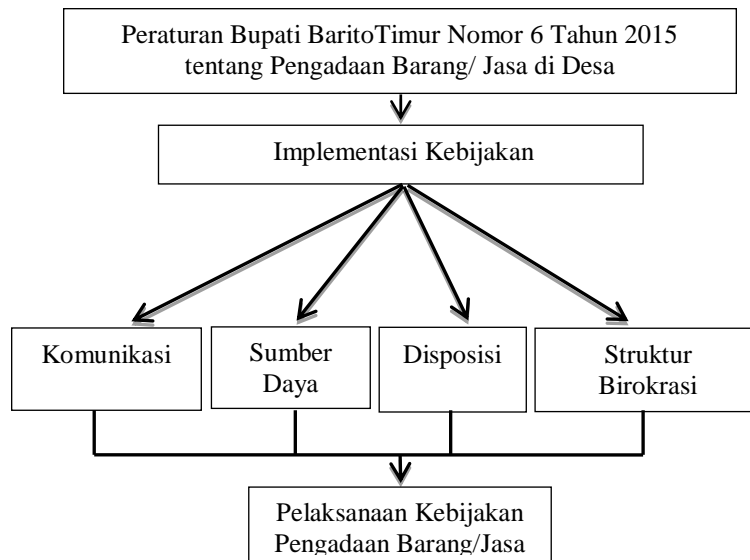 Peraturan Bupati BaritoTimur Nomor 6 Tahun 2015
tentang Pengadaan Barang/ Jasa di Desa
Implementasi Kebijakan
Komunikasi
Sumber
Daya
Disposisi
Struktur
Birokrasi
Pelaksanaan Kebijakan
Pengadaan Barang/Jasa